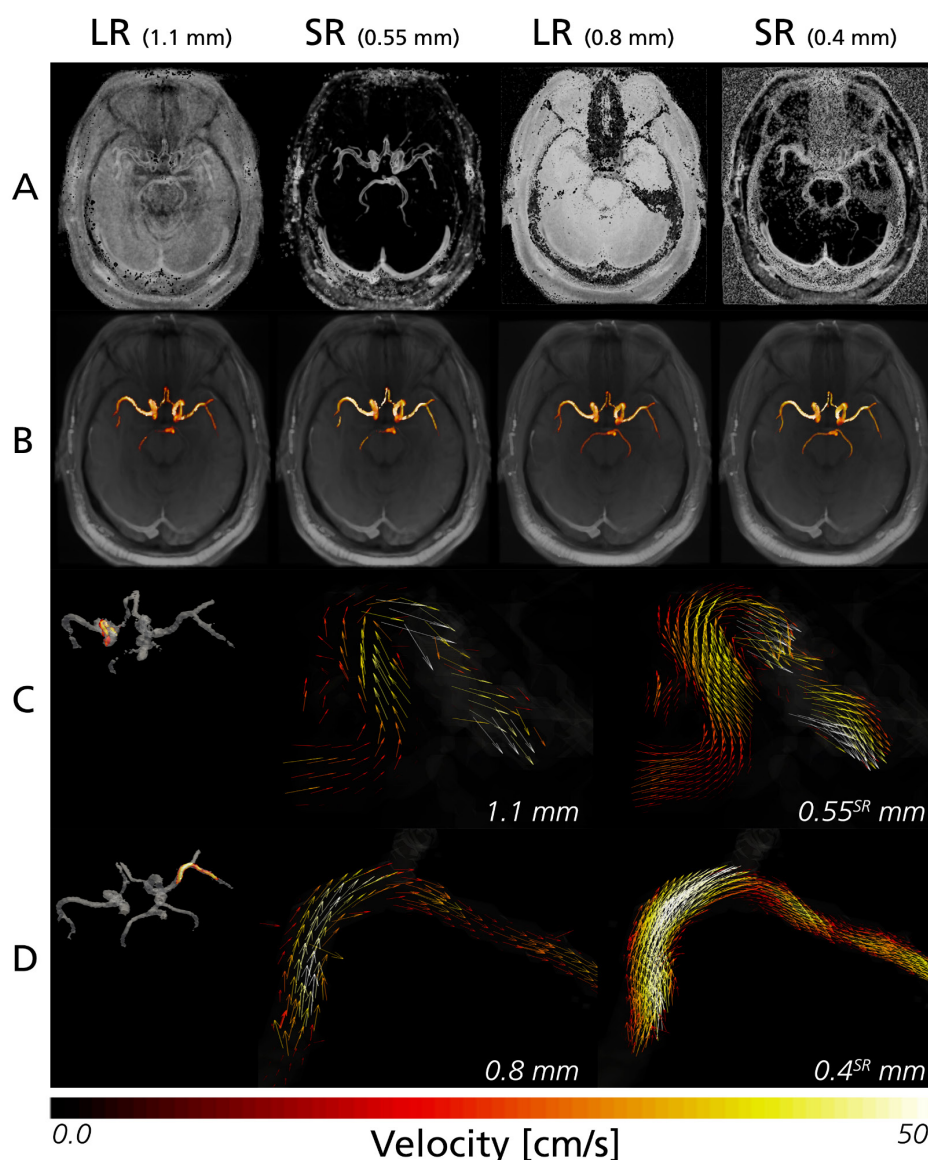 LR (1.1 mm) SR (0.55 mm) LR (0.8 mm) SR (0.4 mm)
A
B
C
1.1 mm 0.55SR mm
D
0.8 mm 0.4SR mm
0.0 Velocity [cm/s] 50